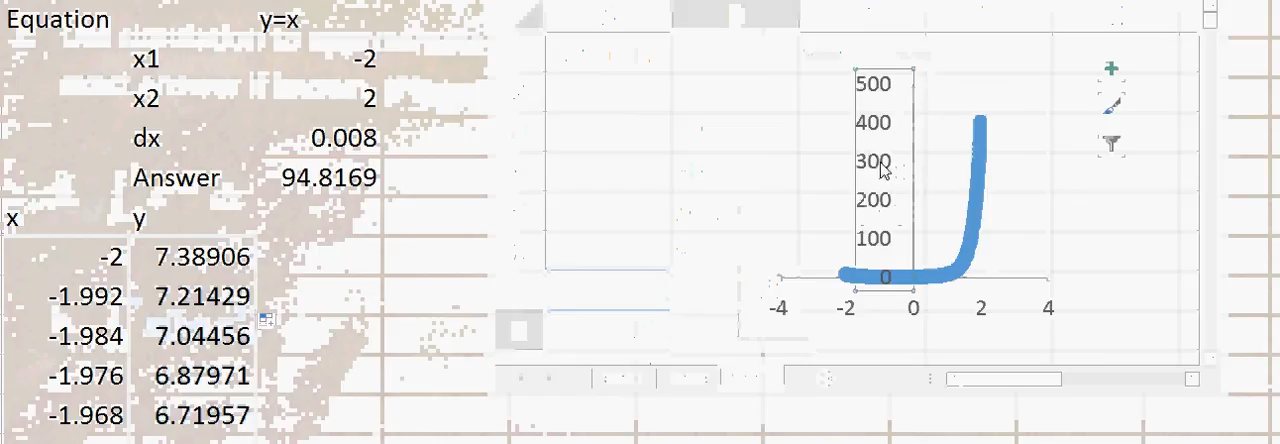 Equation y=x
x1 -2
x2 2
dx 0.008
Answer 94.8169
x y
-2 7.38906
-1.992 7.21429
-1.984 7.04456
-1.976 6.87971
-1.968 6.71957
500
400
300
200
100
0
-4 -2 0 2 4